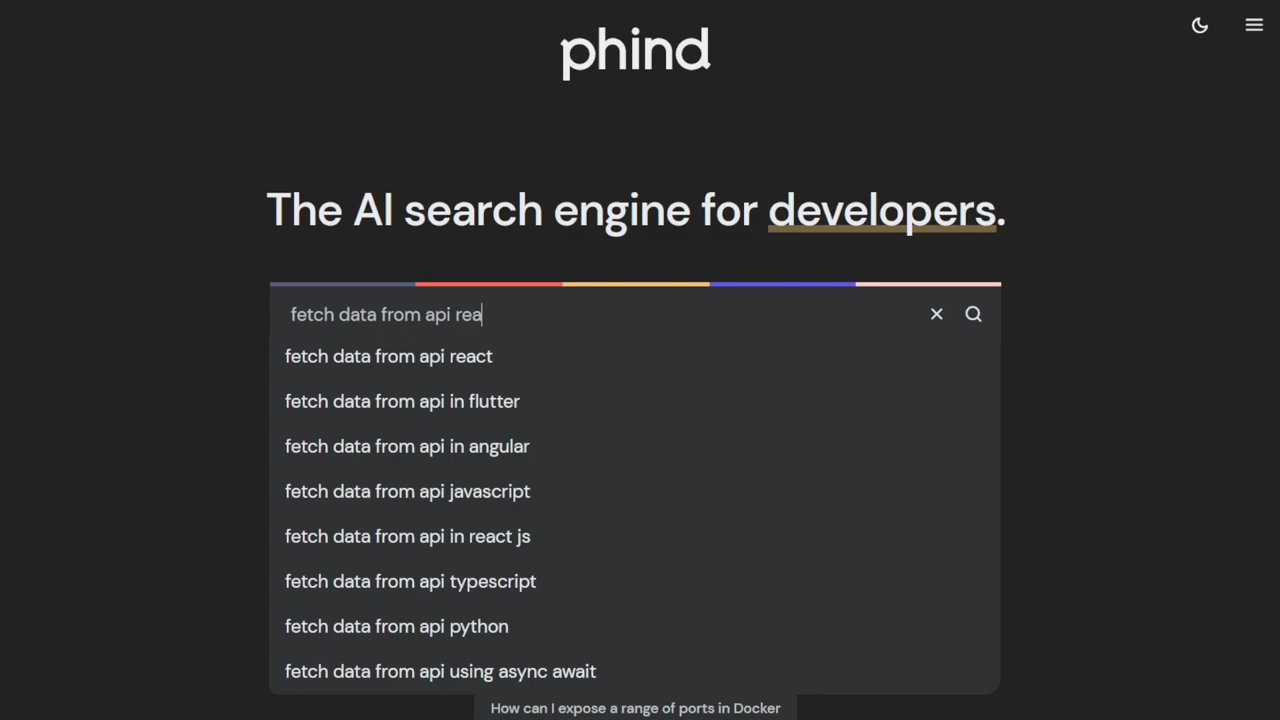 phind
The AI search engine for developers.
fetch data from api rea
fetch data from api react
fetch data from api in flutter
fetch data from api in angular
fetch data from api javascript
fetch data from api in react js
fetch data from api typescript
fetch data from api python
fetch data from api using async await
How can I expose a range of ports in Docker